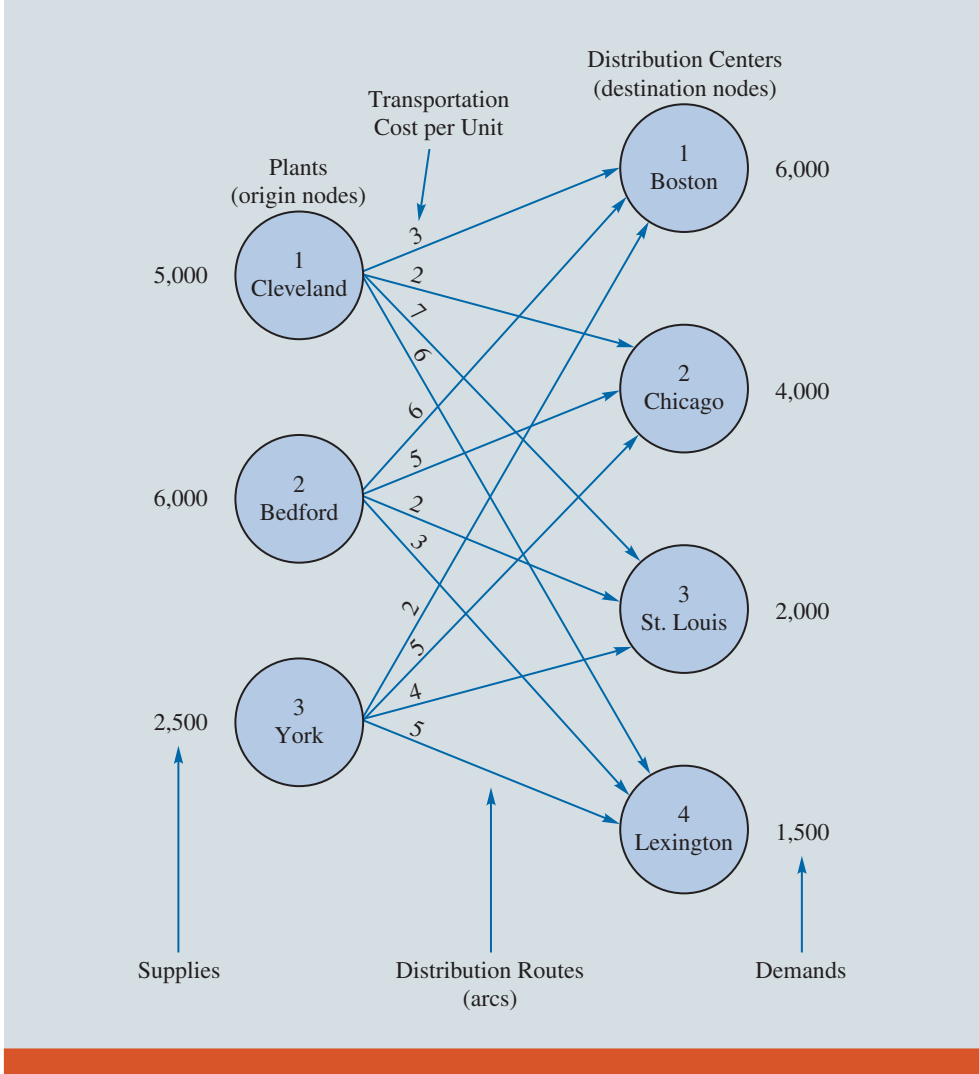 Distribution Centers
(destination nodes)
Transportation
Cost per Unit
Plants
(origin nodes)
1
Boston
6,000
5,000
1
Cleveland
3
2
7
6
2
Chicago
4,000
6,000
2
Bedford
6
5
2
3
3
St. Louis
2,000
2,500
3
York
2
5
4
5
4
Lexington
1,500
Supplies
Distribution Routes
(arcs)
Demands